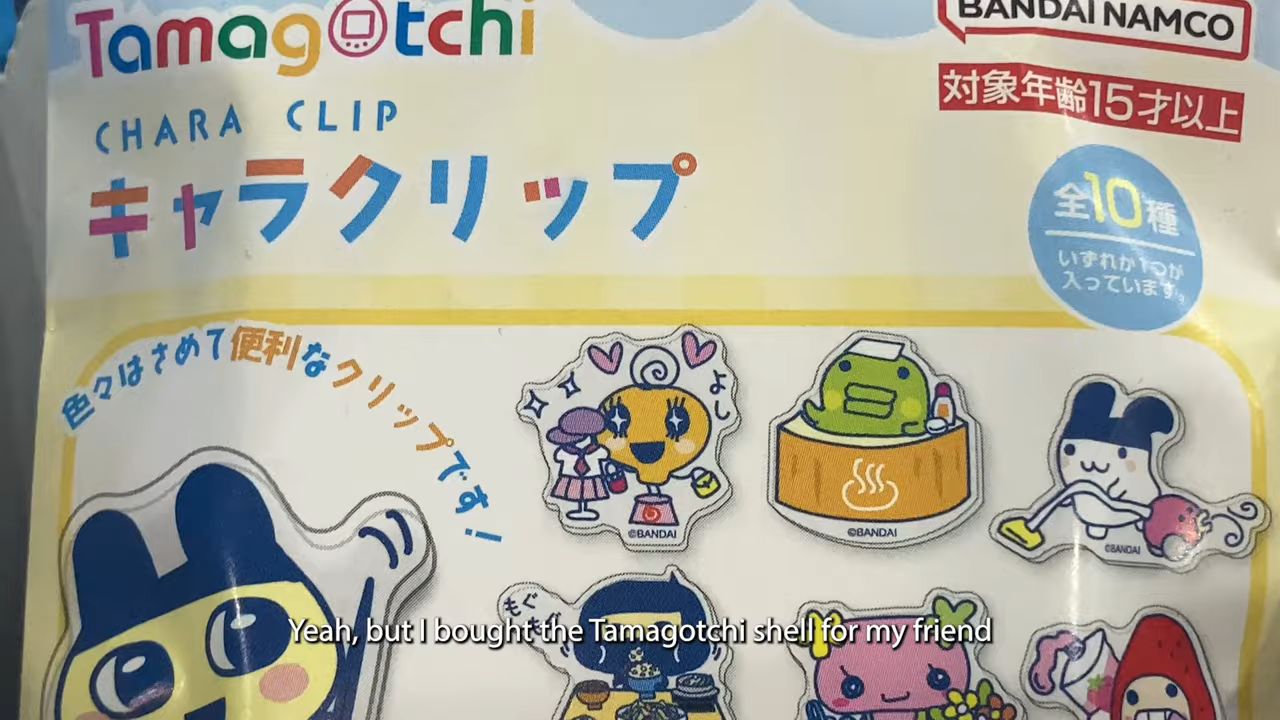 Tamagotchi
BANDAI NAMCO
対象年齢15才以上
CHARA CLIP
キャラクリップ
全10種
いずれか1つが
入っています。
色々はさめて便利なクリップです!
よし
©BANDAI
©BANDAI
©BANDAI
もぐ
Yeah, but I bought the Tamagotchi shell for my friend